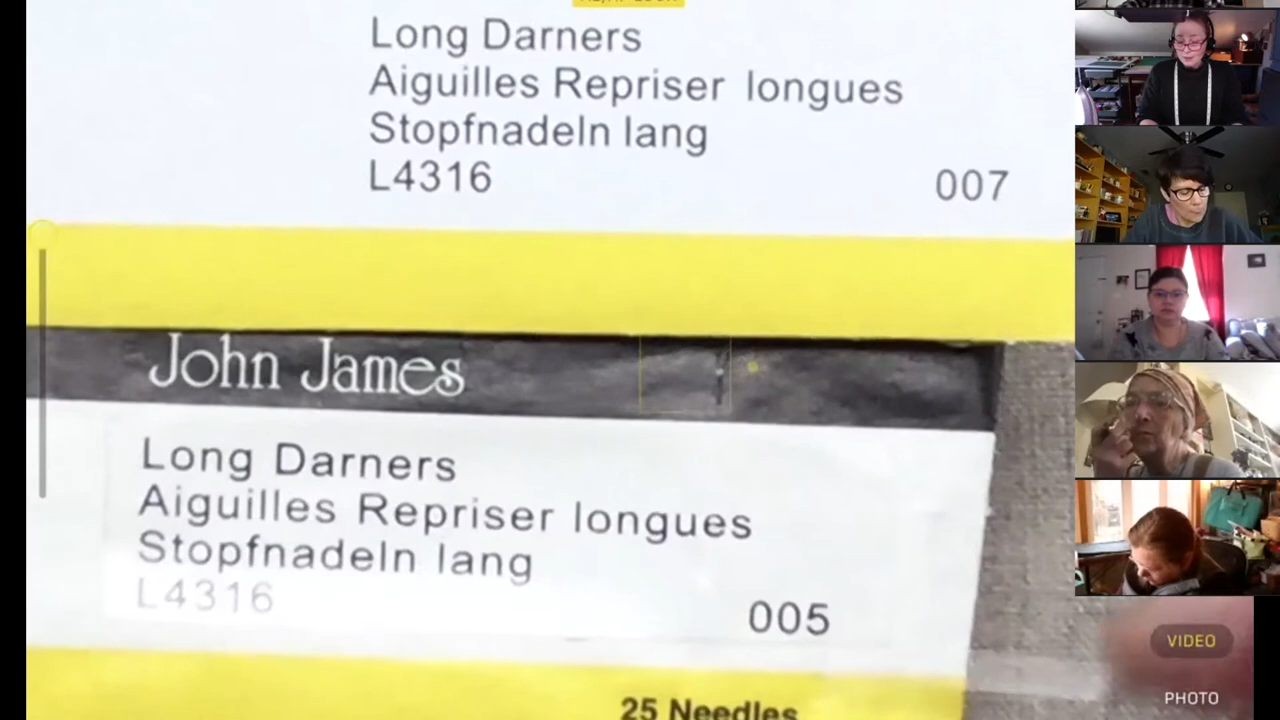 Long Darners
Aiguilles Repriser longues
Stopfnadeln lang
L4316
007
John James
Long Darners
Aiguilles Repriser longues
Stopfnadeln lang
L4316
005
25 Needles
VIDEO
PHOTO